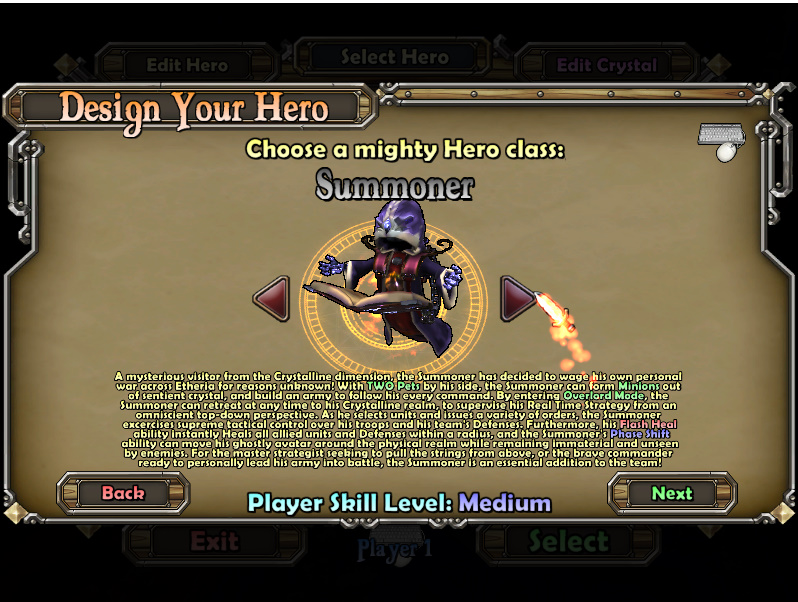 Edit Hero
Select Hero
Edit Crystal
Design Your Hero
Choose a mighty Hero class:
Summoner
A mysterious visitor from the Crystalline dimension, the Summoner has decided to wage his own personal
war across Etheria for reasons unknown! With TWO Pets by his side, the Summoner can form Minions out
of sentient crystal, and build an army to follow his every command. By entering Overlord Mode, the
Summoner can retreat at any time to his Crystalline realm, to supervise his Real Time Strategy from an
omniscient top-down perspective. As he selects units and issues a variety of orders, the Summoner
excercises supreme tactical control over his troops and his team's Defenses. Furthermore, his Flash Heal
ability instantly Heals all allied units and Defenses within a radius, and the Summoner's Phase Shift
ability can move his ghostly avatar around the physical realm while remaining immaterial and unseen
by enemies. For the master strategist seeking to pull the strings from above, or the brave commander
ready to personally lead his army into battle, the Summoner is an essential addition to the team!
Back
Player Skill Level: Medium
Next
Exit
Player 1
Select